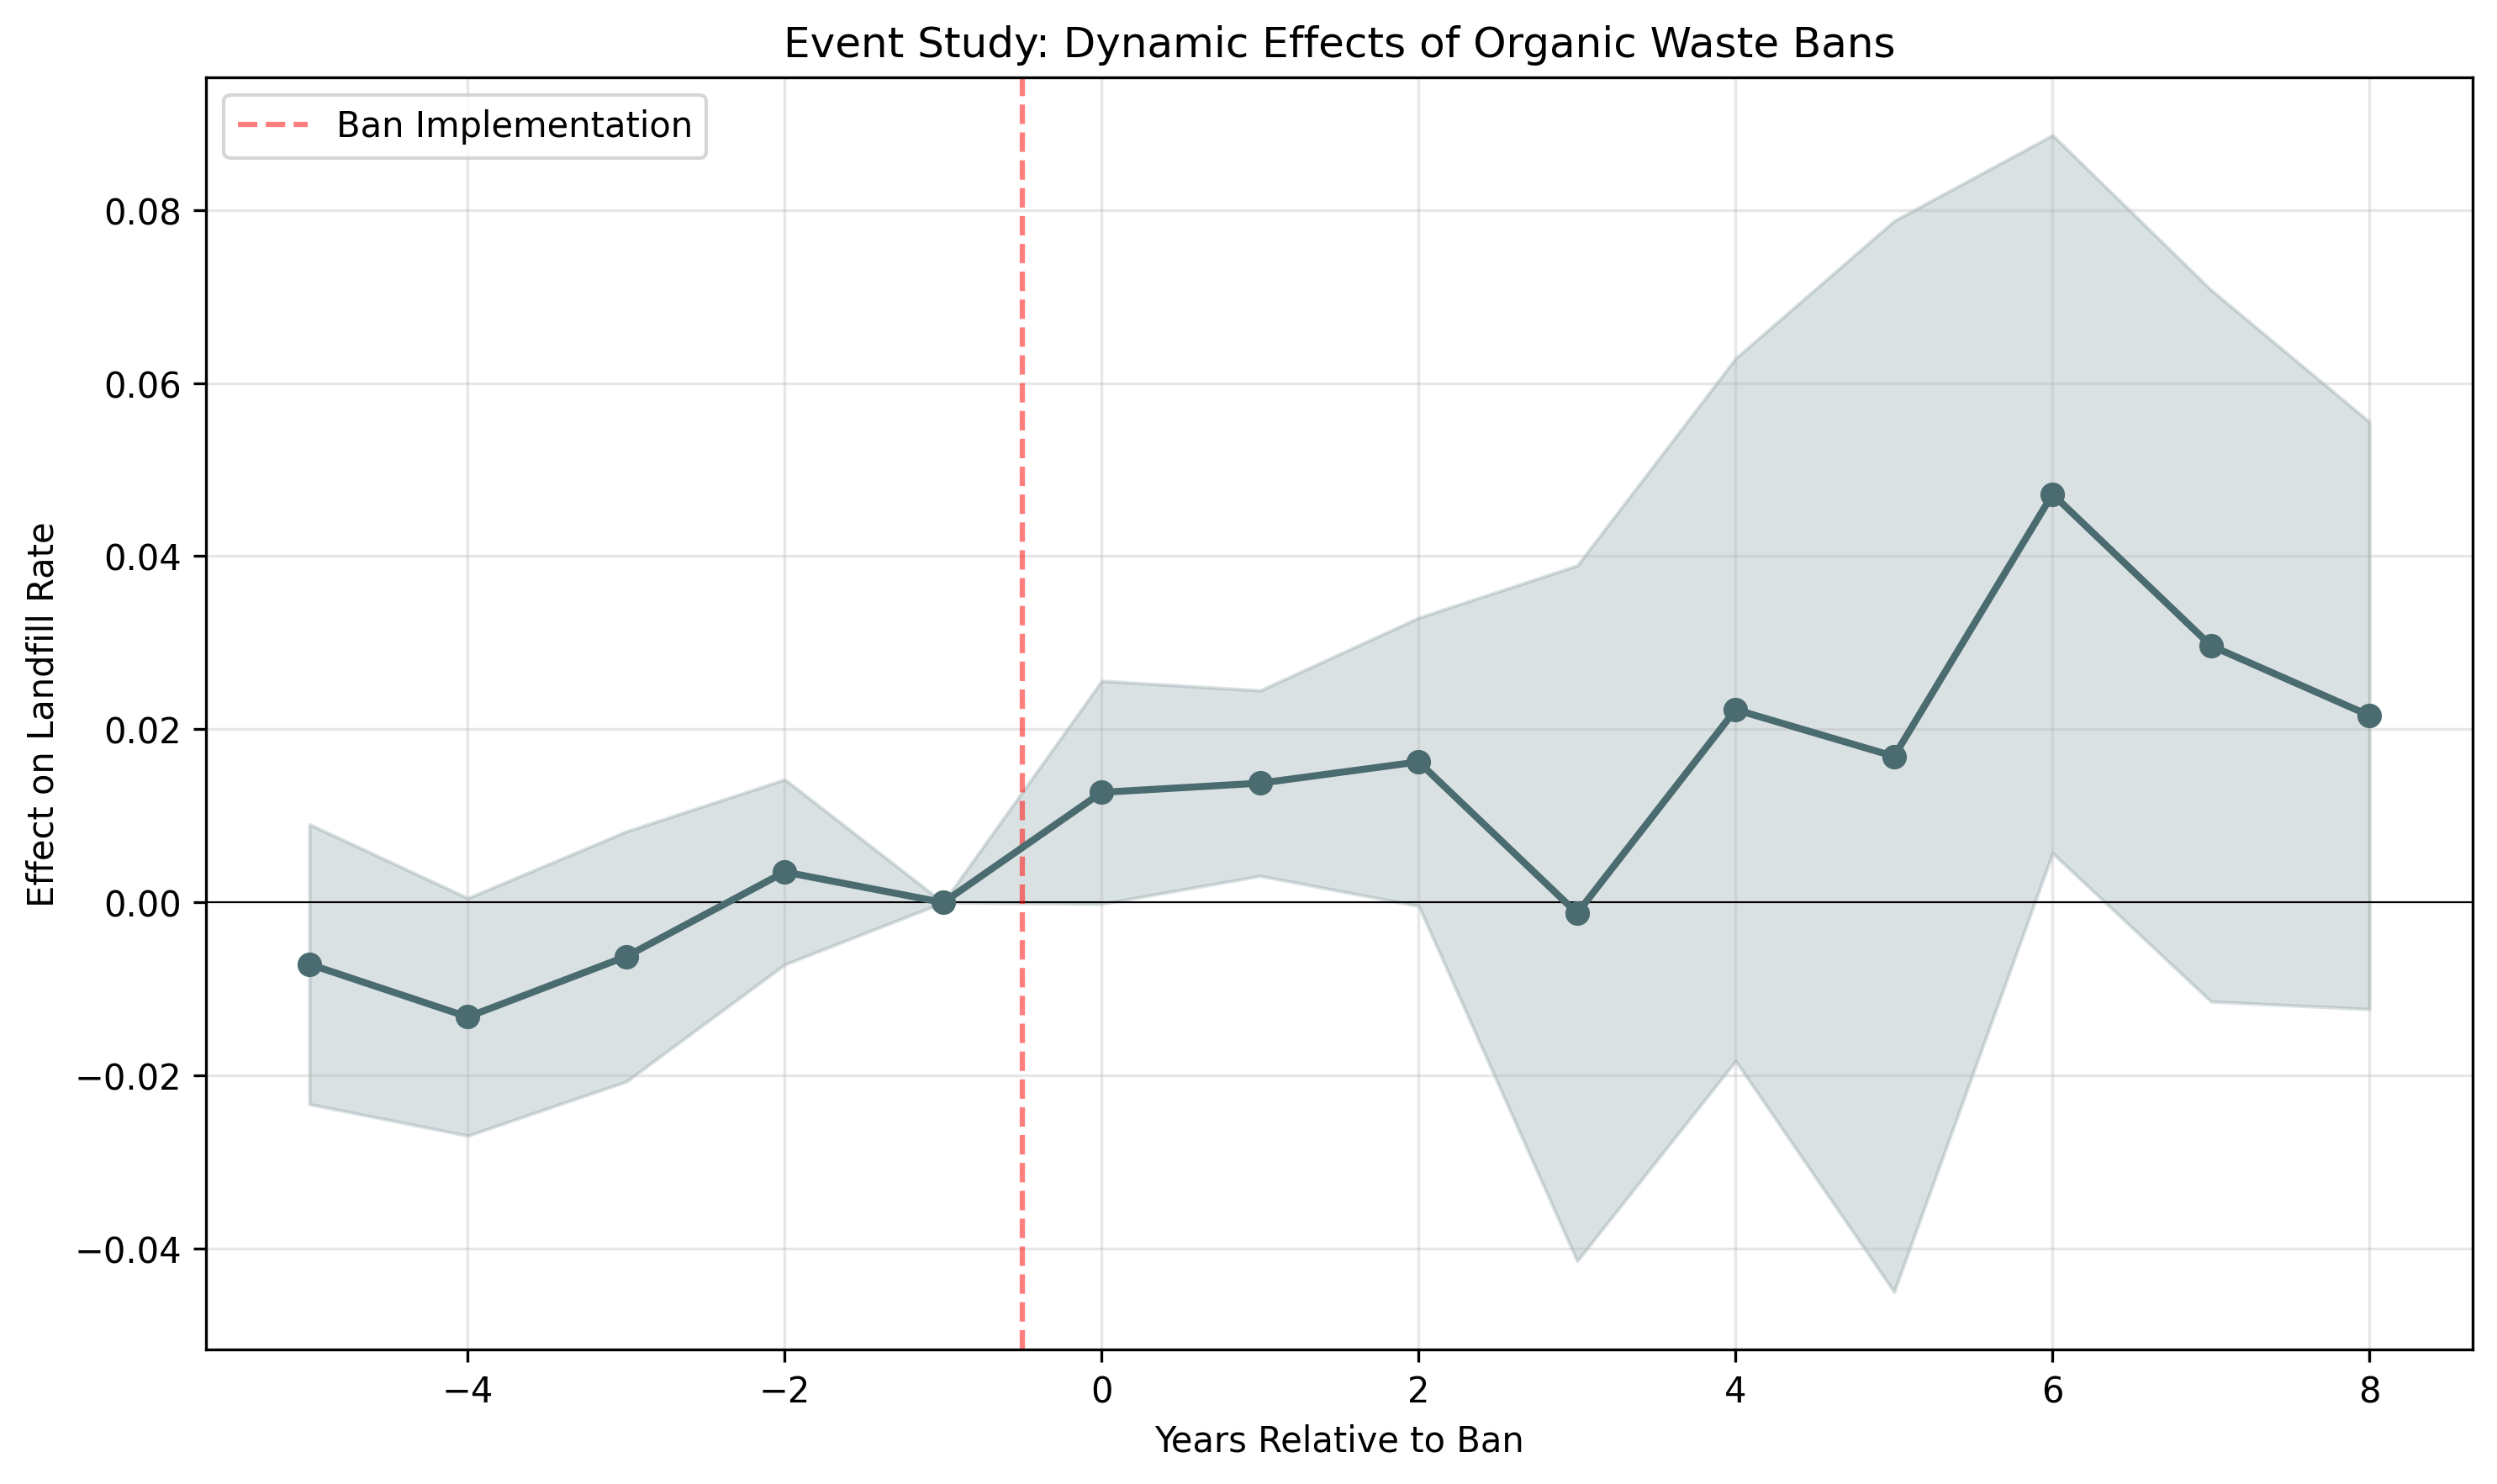 Event Study: Dynamic Effects of Organic Waste Bans
Ban Implementation
Effect on Landfill Rate
0.08
0.06
0.04
0.02
0.00
−0.02
−0.04
−4 −2 0 2 4 6 8
Years Relative to Ban